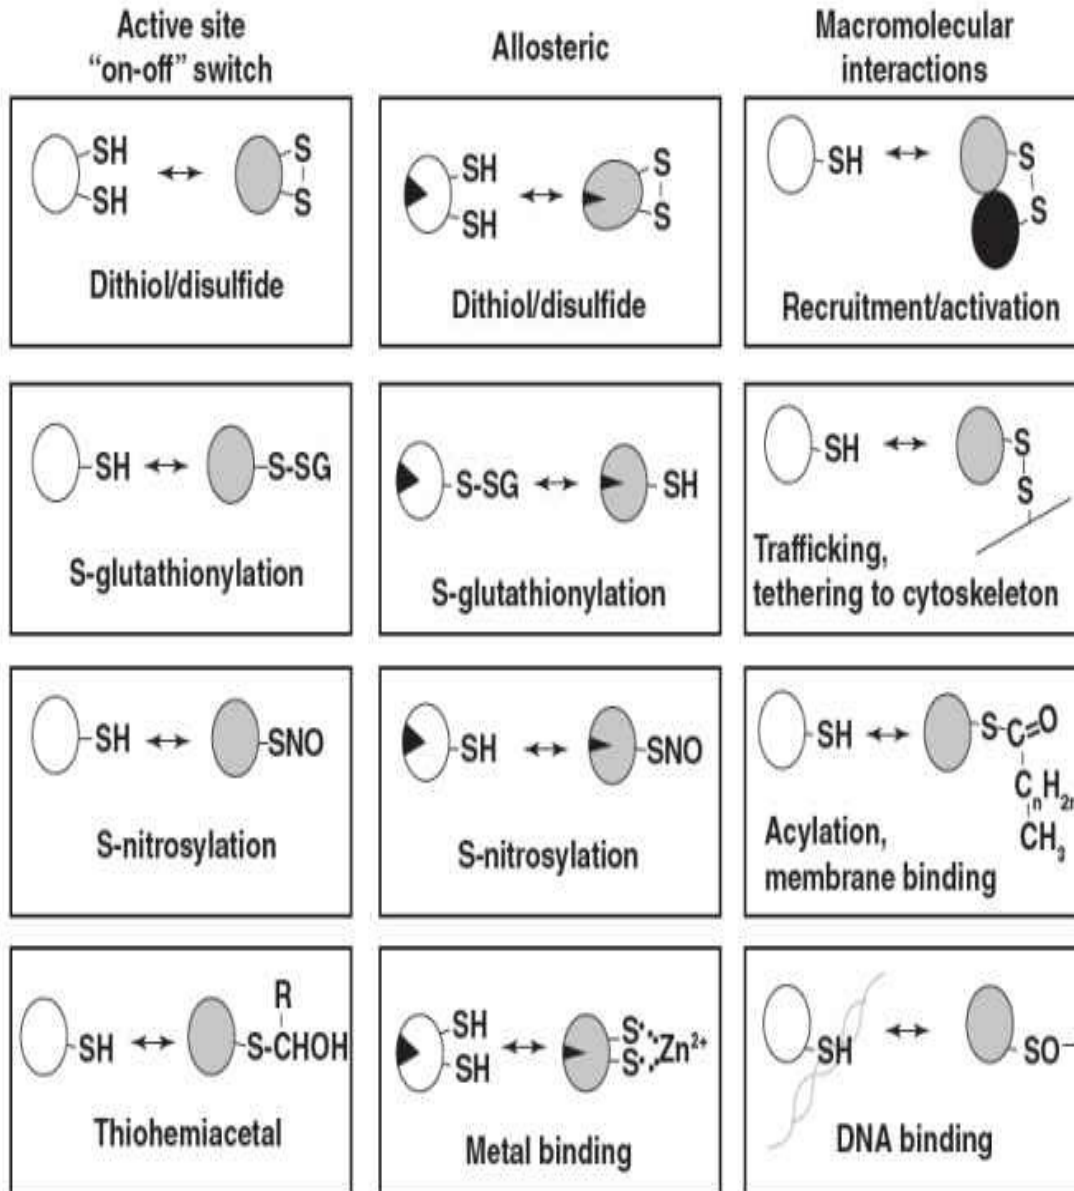 Active site
“on-off” switch
Allosteric
Macromolecular
interactions
SH
SH
S
S
Dithiol/disulfide
SH
SH
S
S
Dithiol/disulfide
SH
S
S
Recruitment/activation
SH
S-SG
S-glutathionylation
S-SG
SH
S-glutathionylation
SH
S
S
Trafficking,
tethering to cytoskeleton
SH
SNO
S-nitrosylation
SH
SNO
S-nitrosylation
SH
S-C=O
CnH2n
CH3
Acylation,
membrane binding
SH
R
S-CHOH
Thiohemiacetal
SH
SH
S
S
Zn2+
Metal binding
SH
SO–
DNA binding